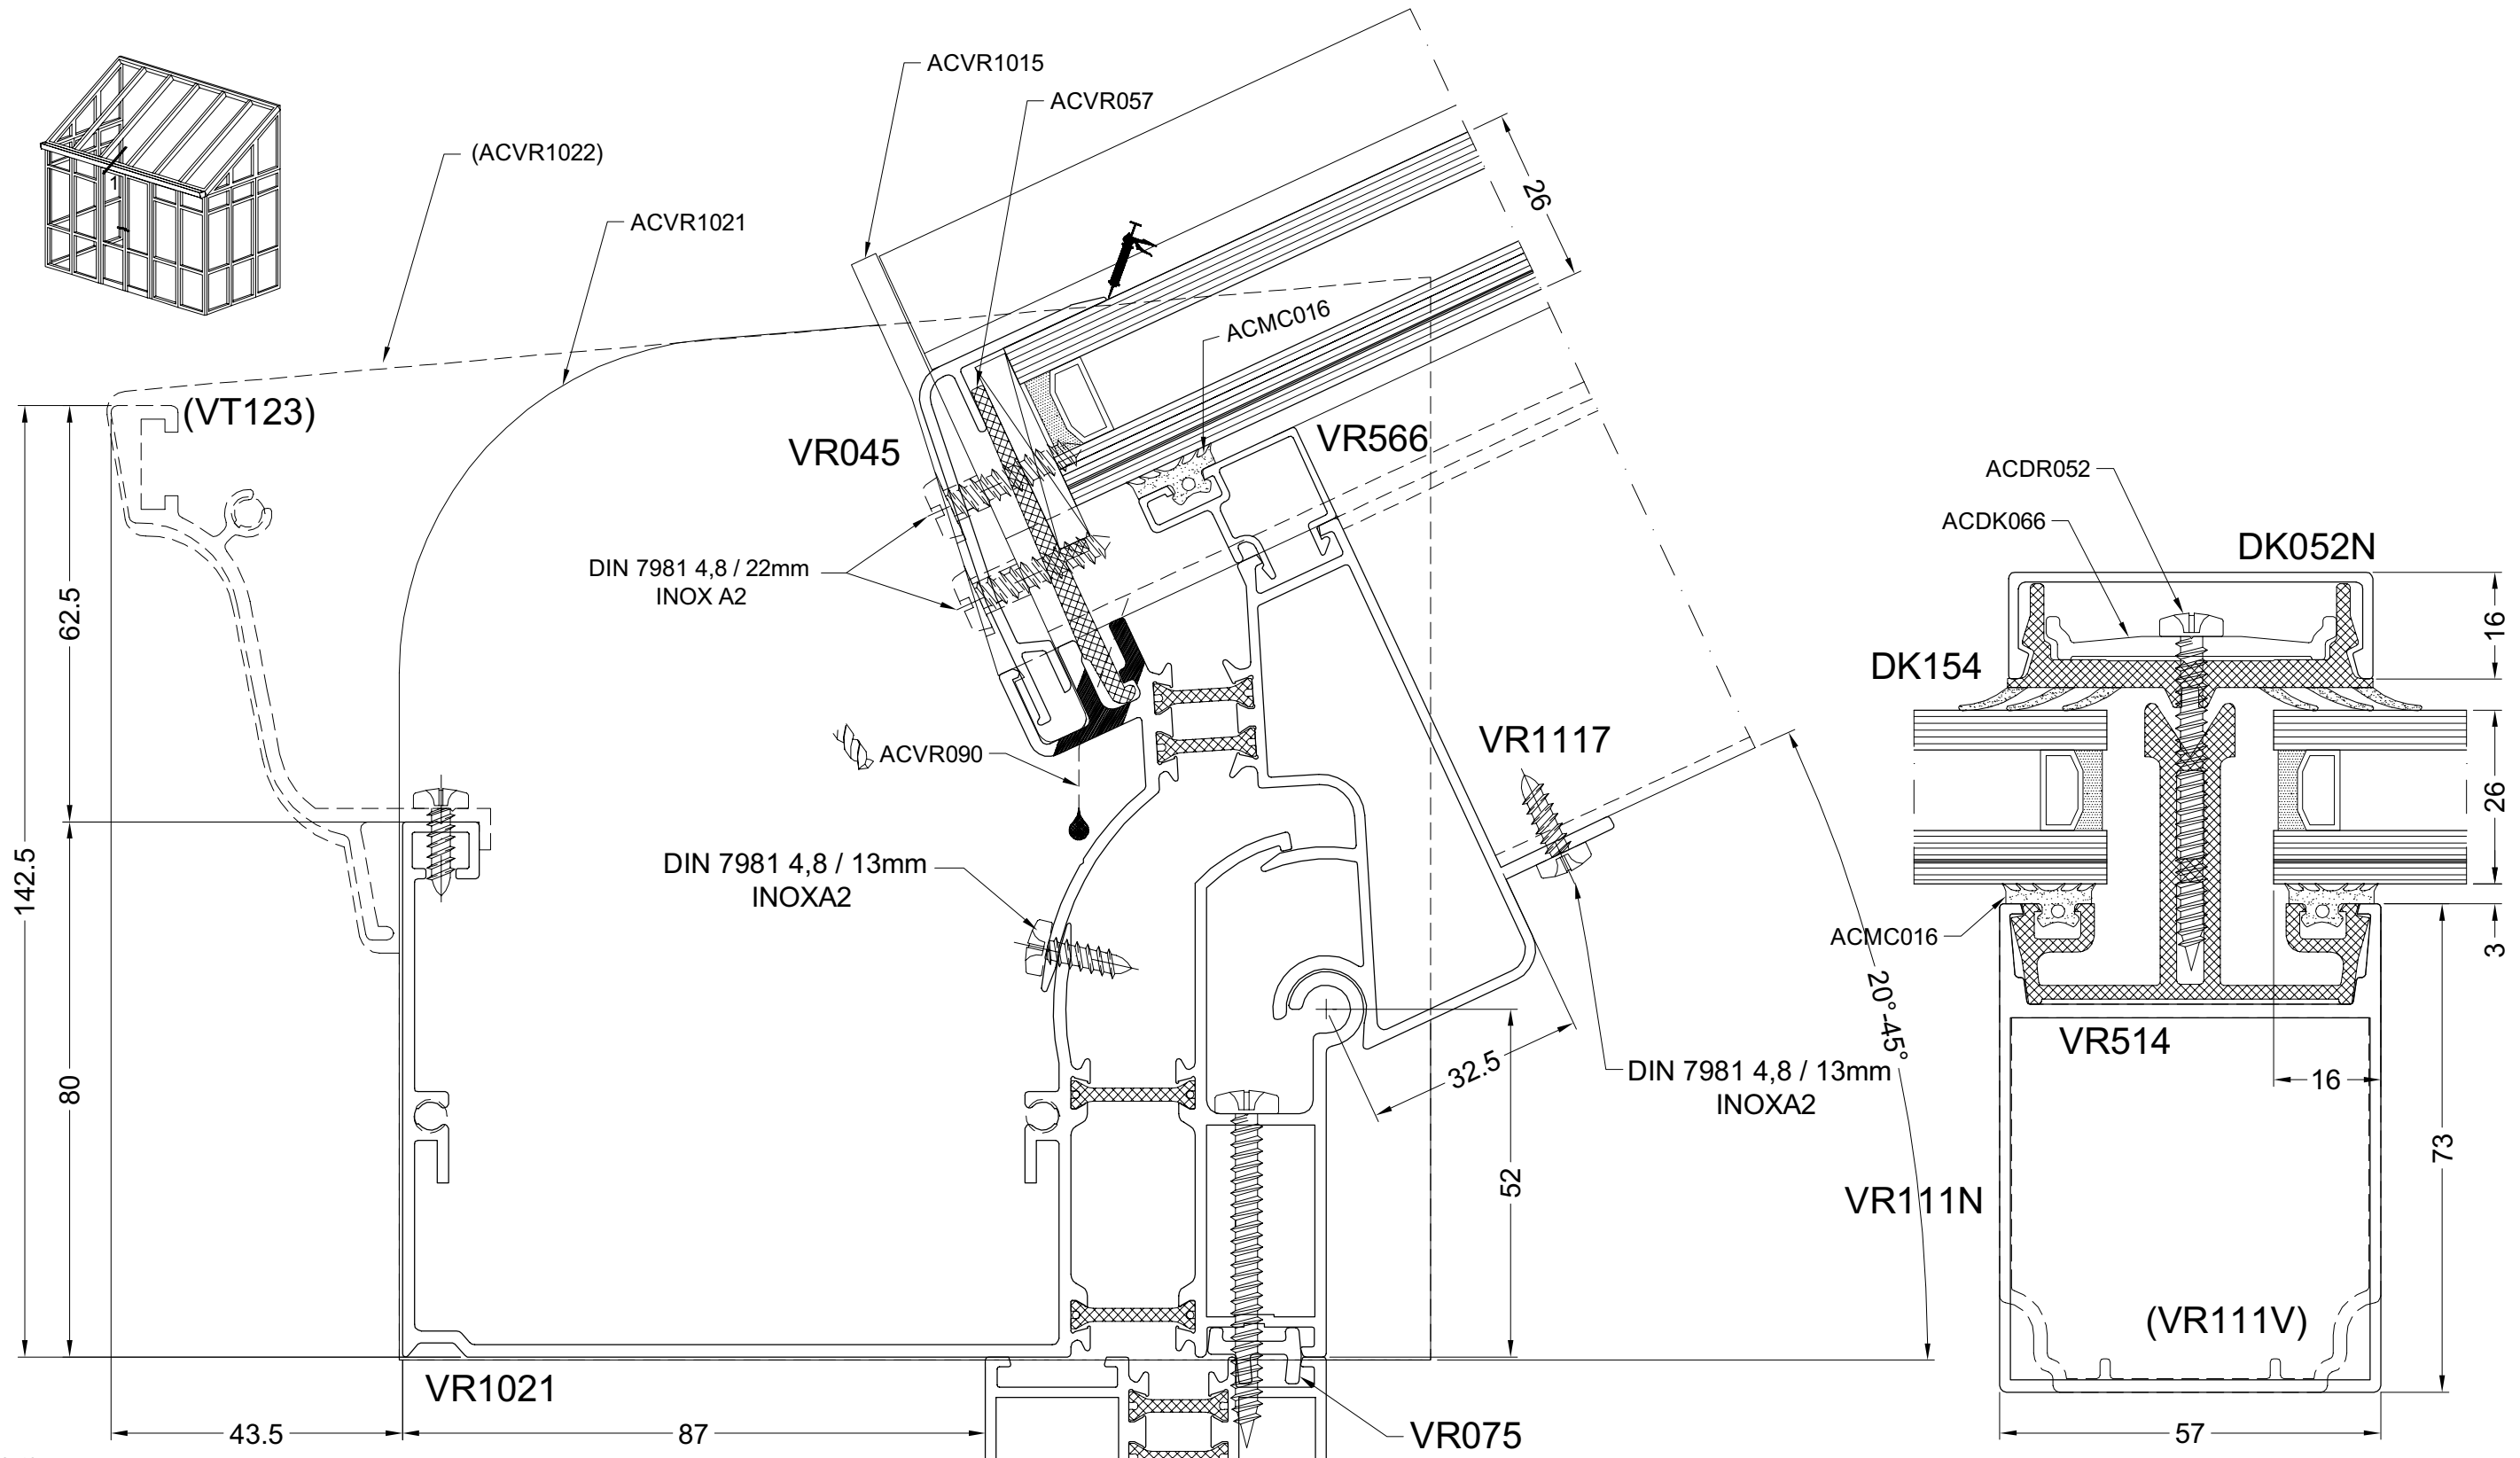 ACVR1015
ACVR057
(ACVR1022)
ACVR1021
1
26
ACMC016
(VT123)
VR045
VR566
ACDR052
ACDK066
DK052N
DIN 7981 4,8 / 22mm
INOX A2
62.5
16
DK154
VR1117
ACVR090
26
DIN 7981 4,8 / 13mm
INOXA2
142.5
ACMC016
3
20°-45°
VR514
32.5
DIN 7981 4,8 / 13mm
INOXA2
16
80
52
73
VR111N
(VR111V)
VR1021
43.5
87
VR075
57